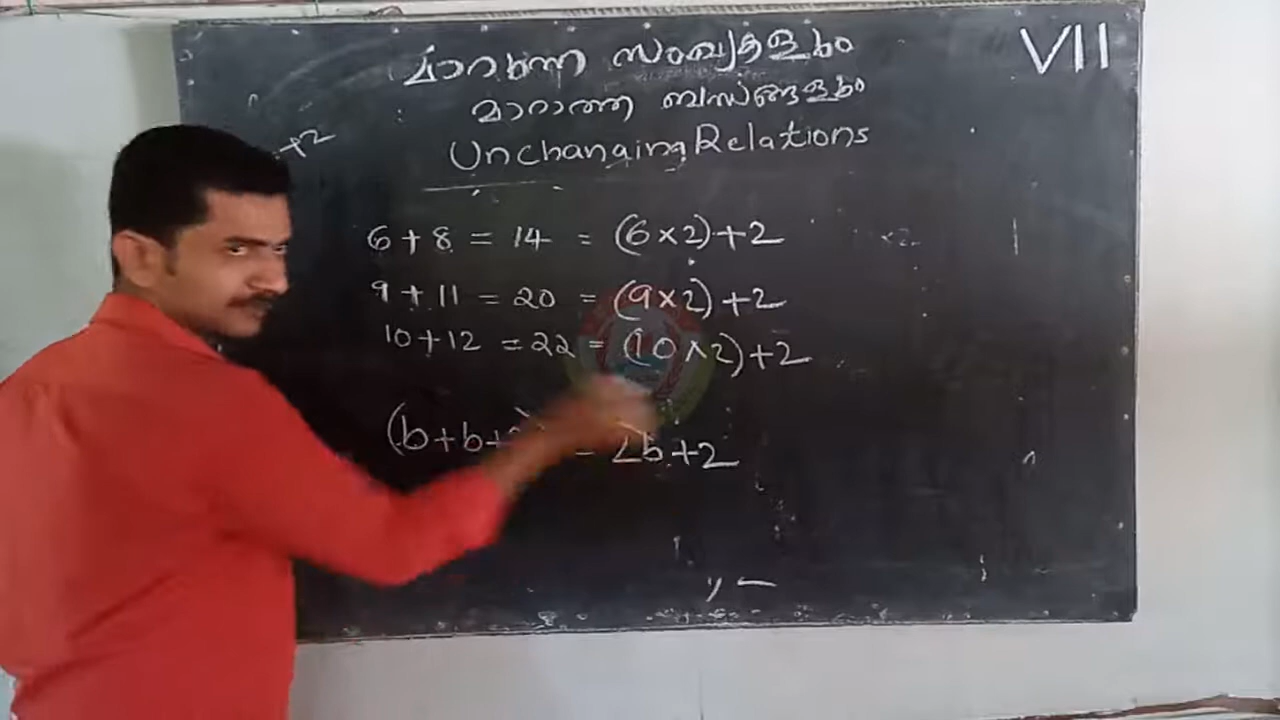 മാറുന്ന സംഖ്യകളും
VII
മാറാത്ത ബന്ധങ്ങളും
Unchanging Relations
+2
6 + 8 = 14 = (6 × 2) + 2
9 + 11 = 20 = (9 × 2) + 2
10 + 12 = 22 = (10 × 2) + 2
(b + b + = 2b + 2